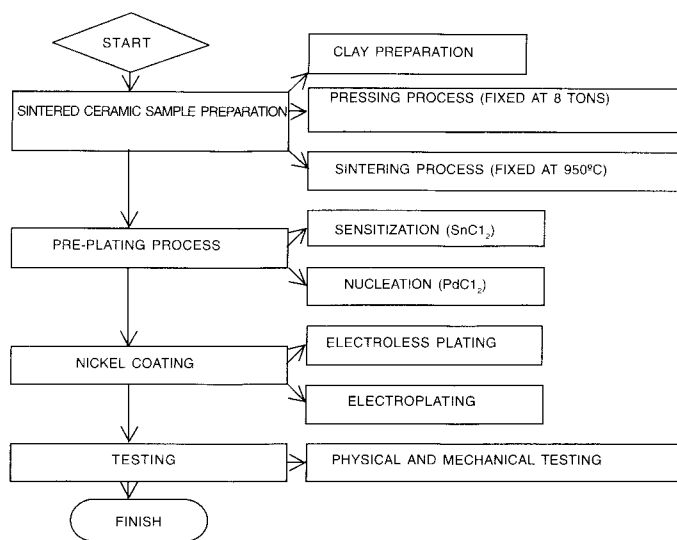 START
CLAY PREPARATION
SINTERED CERAMIC SAMPLE PREPARATION
PRESSING PROCESS (FIXED AT 8 TONS)
SINTERING PROCESS (FIXED AT 950ºC)
PRE-PLATING PROCESS
SENSITIZATION (SnC1₂)
NUCLEATION (PdC1₂)
NICKEL COATING
ELECTROLESS PLATING
ELECTROPLATING
TESTING
PHYSICAL AND MECHANICAL TESTING
FINISH